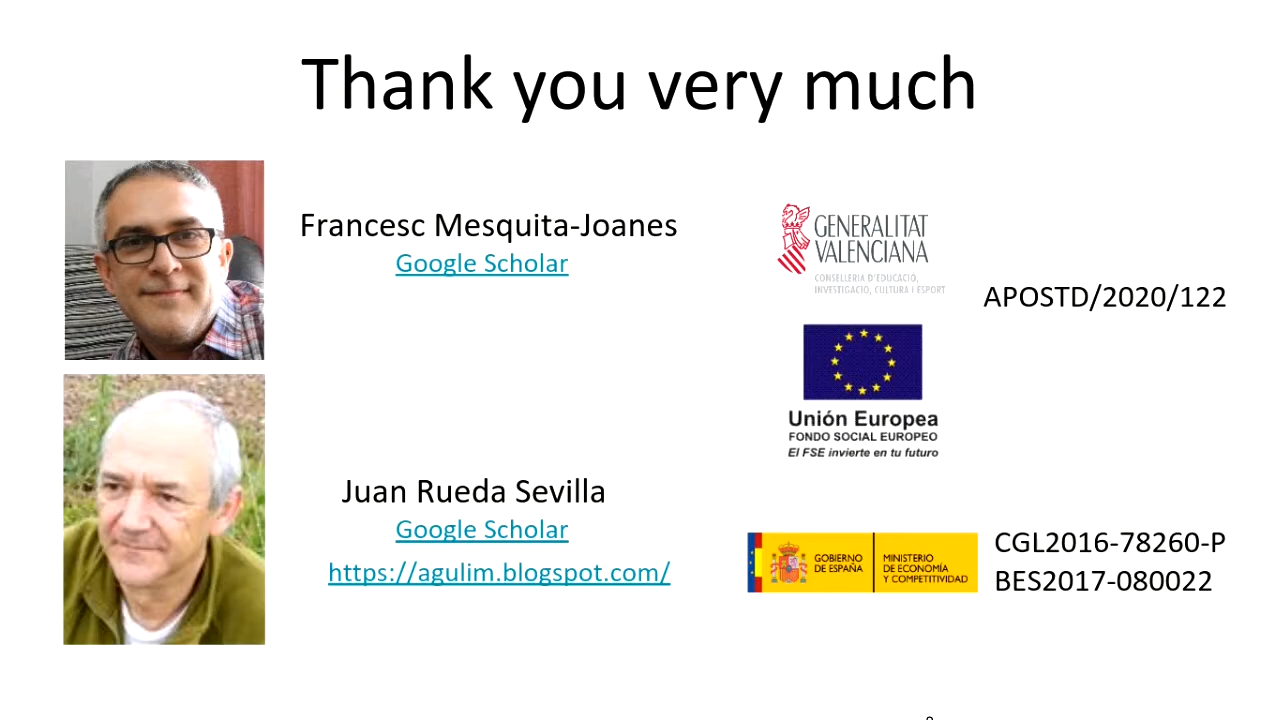 Thank you very much
Francesc Mesquita-Joanes
Google Scholar
GENERALITAT
VALENCIANA
CONSELLERIA D'EDUCACIÓ,
INVESTIGACIÓ, CULTURA I ESPORT
APOSTD/2020/122
Unión Europea
FONDO SOCIAL EUROPEO
El FSE invierte en tu futuro
Juan Rueda Sevilla
Google Scholar
https://agulim.blogspot.com/
GOBIERNO
DE ESPAÑA
MINISTERIO
DE ECONOMÍA
Y COMPETITIVIDAD
CGL2016-78260-P
BES2017-080022